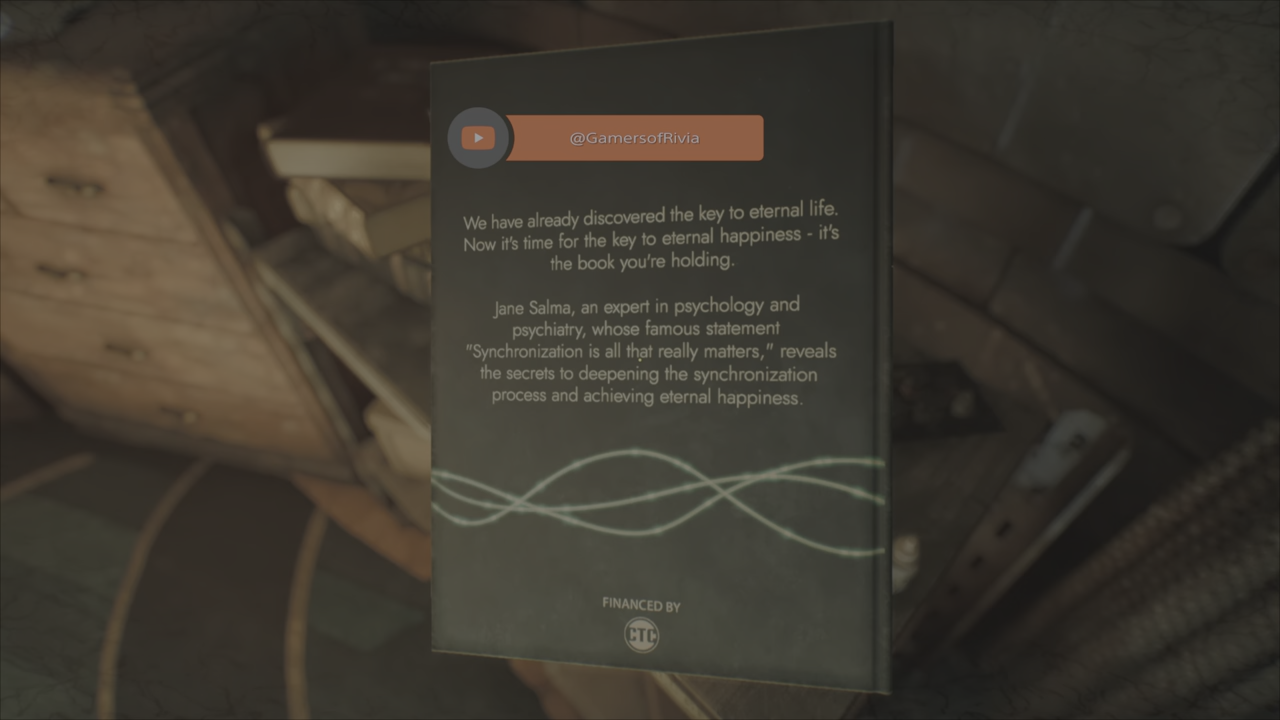 @GamersofRivia
We have already discovered the key to eternal life.
Now it's time for the key to eternal happiness - it's
the book you're holding.
Jane Salma, an expert in psychology and
psychiatry, whose famous statement
"Synchronization is all that really matters," reveals
the secrets to deepening the synchronization
process and achieving eternal happiness.
FINANCED BY
CTC